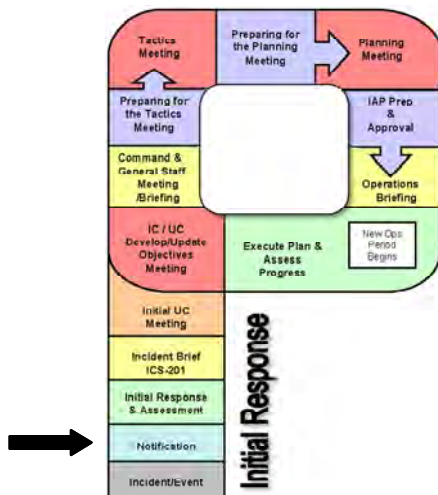 Tactics
Meeting
Preparing for
the Planning
Meeting
Planning
Meeting
Preparing for
the Tactics
Meeting
IAP Prep
&
Approval
Command &
General Staff
Meeting
/Briefing
Operations
Briefing
IC / UC
Develop/Update
Objectives
Meeting
Execute Plan &
Assess
Progress
New Ops
Period
Begins
Initial UC
Meeting
Incident Brief
ICS-201
Initial Response
& Assessment
Notification
Incident/Event
Initial Response